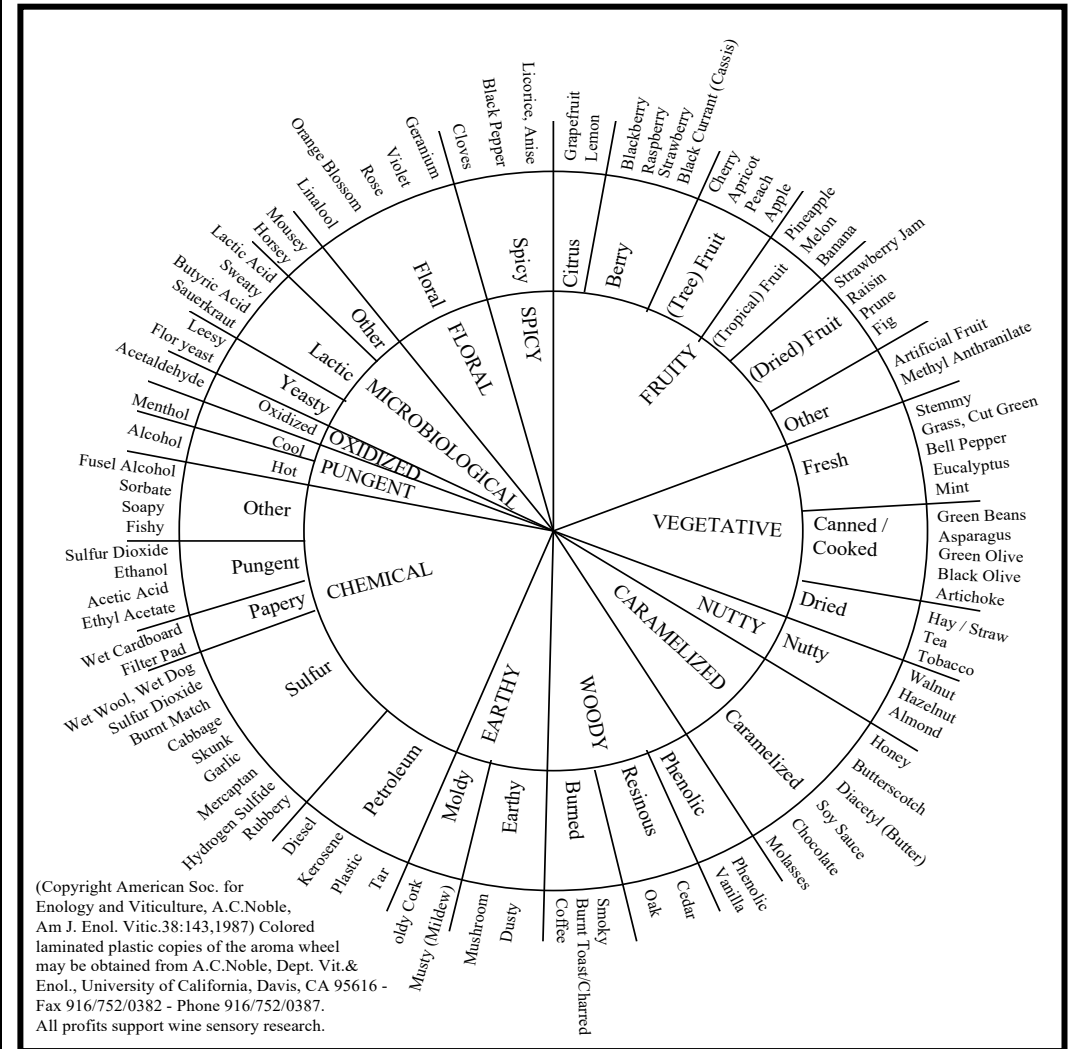 Licorice, Anise
Black Pepper
Cloves
Grapefruit
Lemon
Blackberry
Raspberry
Strawberry
Black Currant (Cassis)
Cherry
Apricot
Peach
Apple
Pineapple
Melon
Banana
Strawberry Jam
Raisin
Prune
Fig
Artificial Fruit
Methyl Anthranilate
Stemmy
Grass, Cut Green
Bell Pepper
Eucalyptus
Mint
Green Beans
Asparagus
Green Olive
Black Olive
Artichoke
Hay / Straw
Tea
Tobacco
Walnut
Hazelnut
Almond
Honey
Butterscotch
Diacetyl (Butter)
Soy Sauce
Chocolate
Molasses
Phenolic
Vanilla
Cedar
Oak
Smoky
Burnt Toast/Charred
Coffee
Dusty
Mushroom
Musty (Mildew)
oldy Cork
Tar
Plastic
Kerosene
Diesel
Rubbery
Hydrogen Sulfide
Mercaptan
Garlic
Skunk
Cabbage
Burnt Match
Sulfur Dioxide
Wet Wool, Wet Dog
Filter Pad
Wet Cardboard
Ethyl Acetate
Acetic Acid
Ethanol
Sulfur Dioxide
Fishy
Soapy
Sorbate
Fusel Alcohol
Alcohol
Menthol
Acetaldehyde
Flor yeast
Leesy
Sauerkraut
Butyric Acid
Sweaty
Lactic Acid
Horsey
Mousey
Linalool
Orange Blossom
Rose
Violet
Geranium
Spicy
Citrus
Berry
(Tree) Fruit
(Tropical) Fruit
(Dried) Fruit
Other
Fresh
Canned /
Cooked
Dried
Nutty
Caramelized
Phenolic
Resinous
Burned
Earthy
Moldy
Petroleum
Sulfur
Papery
Pungent
Other
Hot
Cool
Oxidized
Yeasty
Lactic
Other
Floral
SPICY
FRUITY
VEGETATIVE
NUTTY
CARAMELIZED
WOODY
EARTHY
CHEMICAL
PUNGENT
OXIDIZED
MICROBIOLOGICAL
FLORAL
(Copyright American Soc. for
Enology and Viticulture, A.C.Noble,
Am J. Enol. Vitic.38:143,1987) Colored
laminated plastic copies of the aroma wheel
may be obtained from A.C.Noble, Dept. Vit.&
Enol., University of California, Davis, CA 95616 -
Fax 916/752/0382 - Phone 916/752/0387.
All profits support wine sensory research.